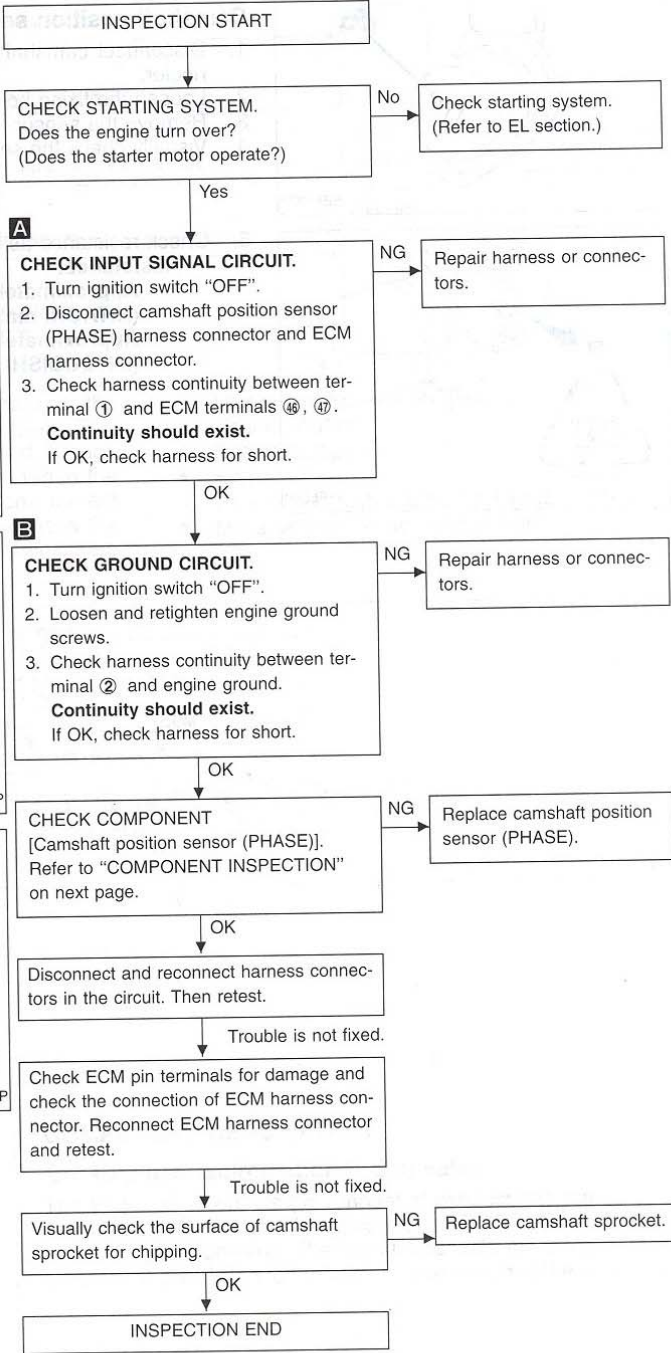 INSPECTION START
CHECK STARTING SYSTEM.
Does the engine turn over?
(Does the starter motor operate?)
No
Check starting system.
(Refer to EL section.)
Yes
A
CHECK INPUT SIGNAL CIRCUIT.
1. Turn ignition switch “OFF”.
2. Disconnect camshaft position sensor
(PHASE) harness connector and ECM
harness connector.
3. Check harness continuity between ter-
minal ① and ECM terminals ㊻, ㊼.
Continuity should exist.
If OK, check harness for short.
NG
Repair harness or connec-
tors.
OK
B
CHECK GROUND CIRCUIT.
1. Turn ignition switch “OFF”.
2. Loosen and retighten engine ground
screws.
3. Check harness continuity between ter-
minal ② and engine ground.
Continuity should exist.
If OK, check harness for short.
NG
Repair harness or connec-
tors.
OK
CHECK COMPONENT
[Camshaft position sensor (PHASE)].
Refer to “COMPONENT INSPECTION”
on next page.
NG
Replace camshaft position
sensor (PHASE).
OK
Disconnect and reconnect harness connec-
tors in the circuit. Then retest.
Trouble is not fixed.
Check ECM pin terminals for damage and
check the connection of ECM harness con-
nector. Reconnect ECM harness connector
and retest.
Trouble is not fixed.
Visually check the surface of camshaft
sprocket for chipping.
NG
Replace camshaft sprocket.
OK
INSPECTION END